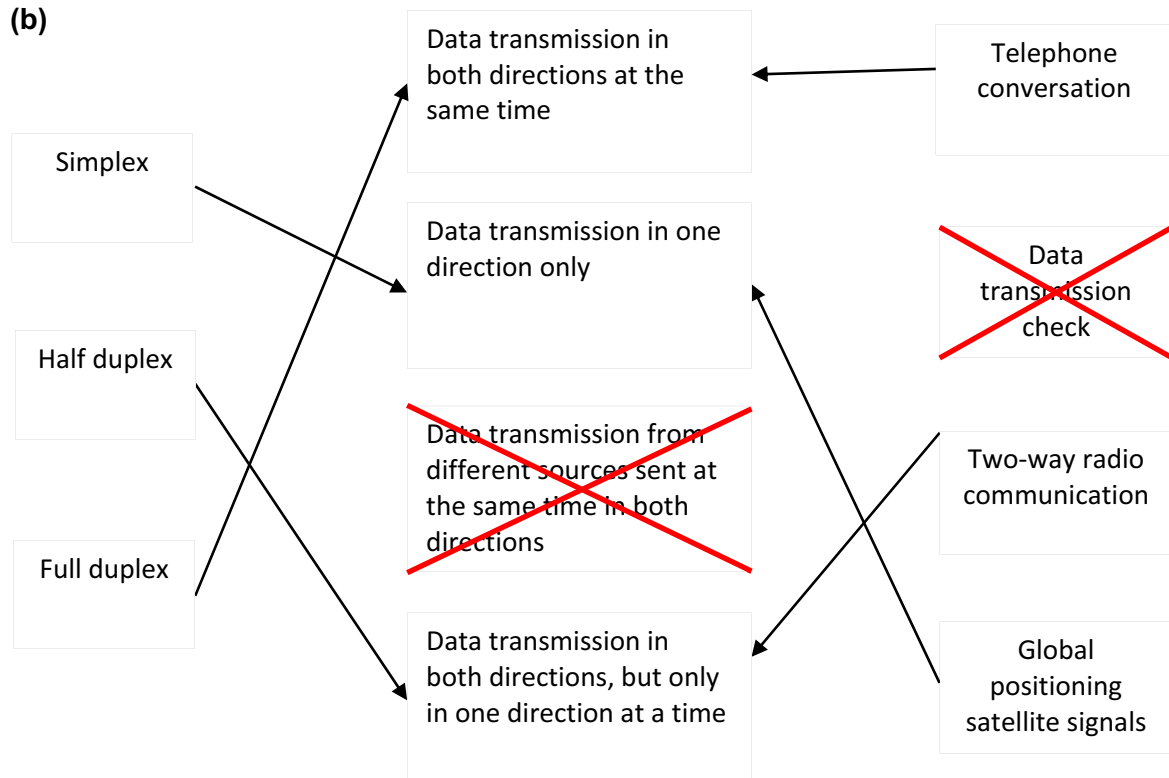 (b)
Data transmission in
both directions at the
same time
Telephone
conversation
Simplex
Data transmission in one
direction only
Data
transmission
check
Half duplex
Data transmission from
different sources sent at
the same time in both
directions
Two-way radio
communication
Full duplex
Data transmission in
both directions, but only
in one direction at a time
Global
positioning
satellite signals